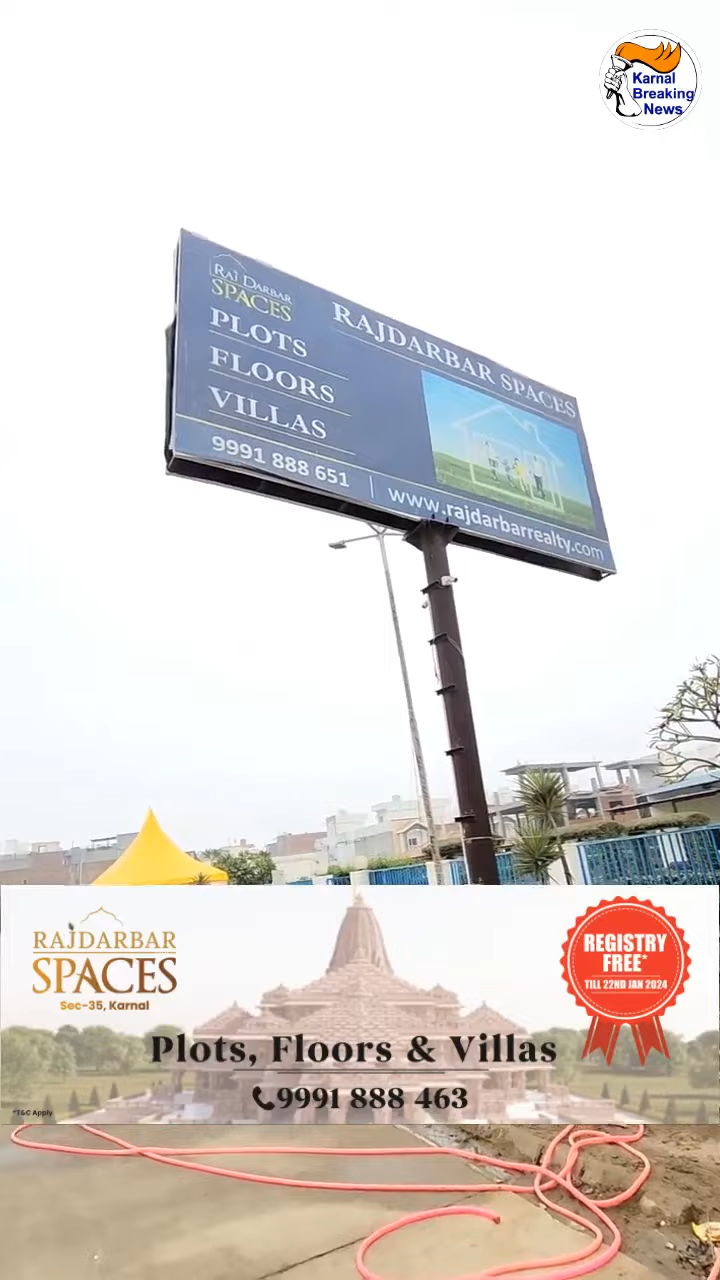 Karnal
Breaking
News
RAJ DARBAR
SPACES
RAJDARBAR SPACES
PLOTS
FLOORS
VILLAS
9991 888 651 | www.rajdarbarrealty.com
RAJDARBAR
SPACES
Sec-35, Karnal
REGISTRY
FREE*
TILL 22ND JAN 2024
Plots, Floors & Villas
9991 888 463
*T&C Apply